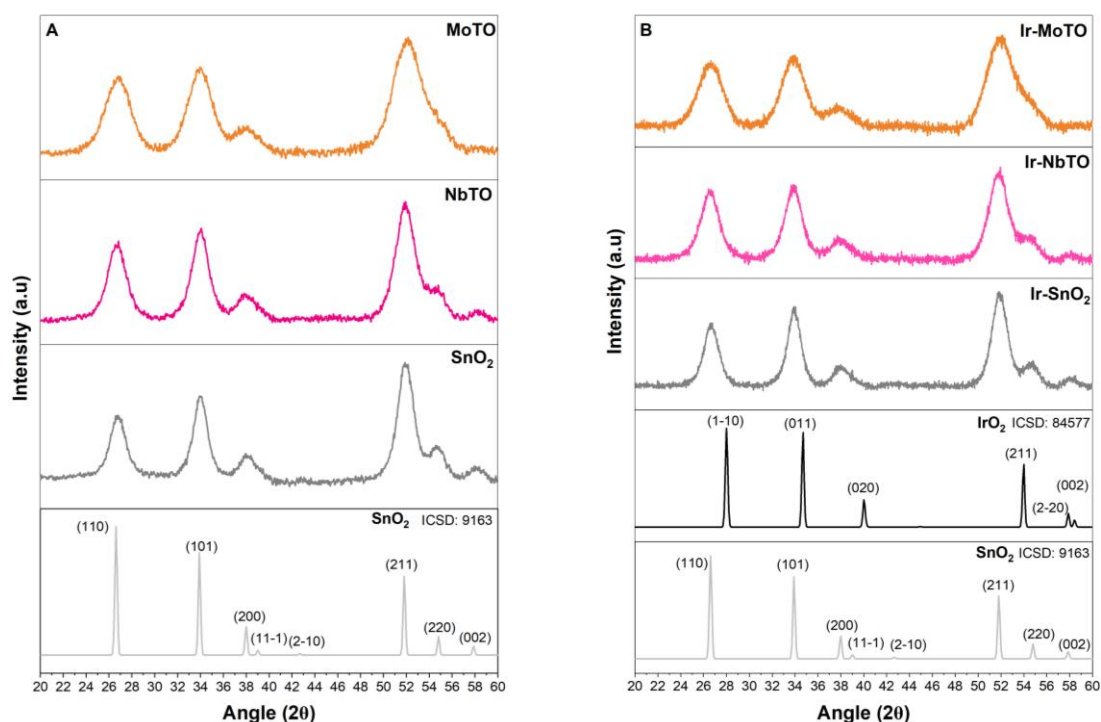 A
MoTO
NbTO
SnO₂
SnO₂ ICSD: 9163
(110)
(101)
(200)
(11-1)
(2-10)
(211)
(220)
(002)
20 22 24 26 28 30 32 34 36 38 40 42 44 46 48 50 52 54 56 58 60
Angle (2θ)
Intensity (a.u)
B
Ir-MoTO
Ir-NbTO
Ir-SnO₂
IrO₂ ICSD: 84577
(1-10)
(011)
(020)
(211)
(2-20)
(002)
SnO₂ ICSD: 9163
(110)
(101)
(200)
(11-1)
(2-10)
(211)
(220)
(002)
20 22 24 26 28 30 32 34 36 38 40 42 44 46 48 50 52 54 56 58 60
Angle (2θ)
Intensity (a.u)